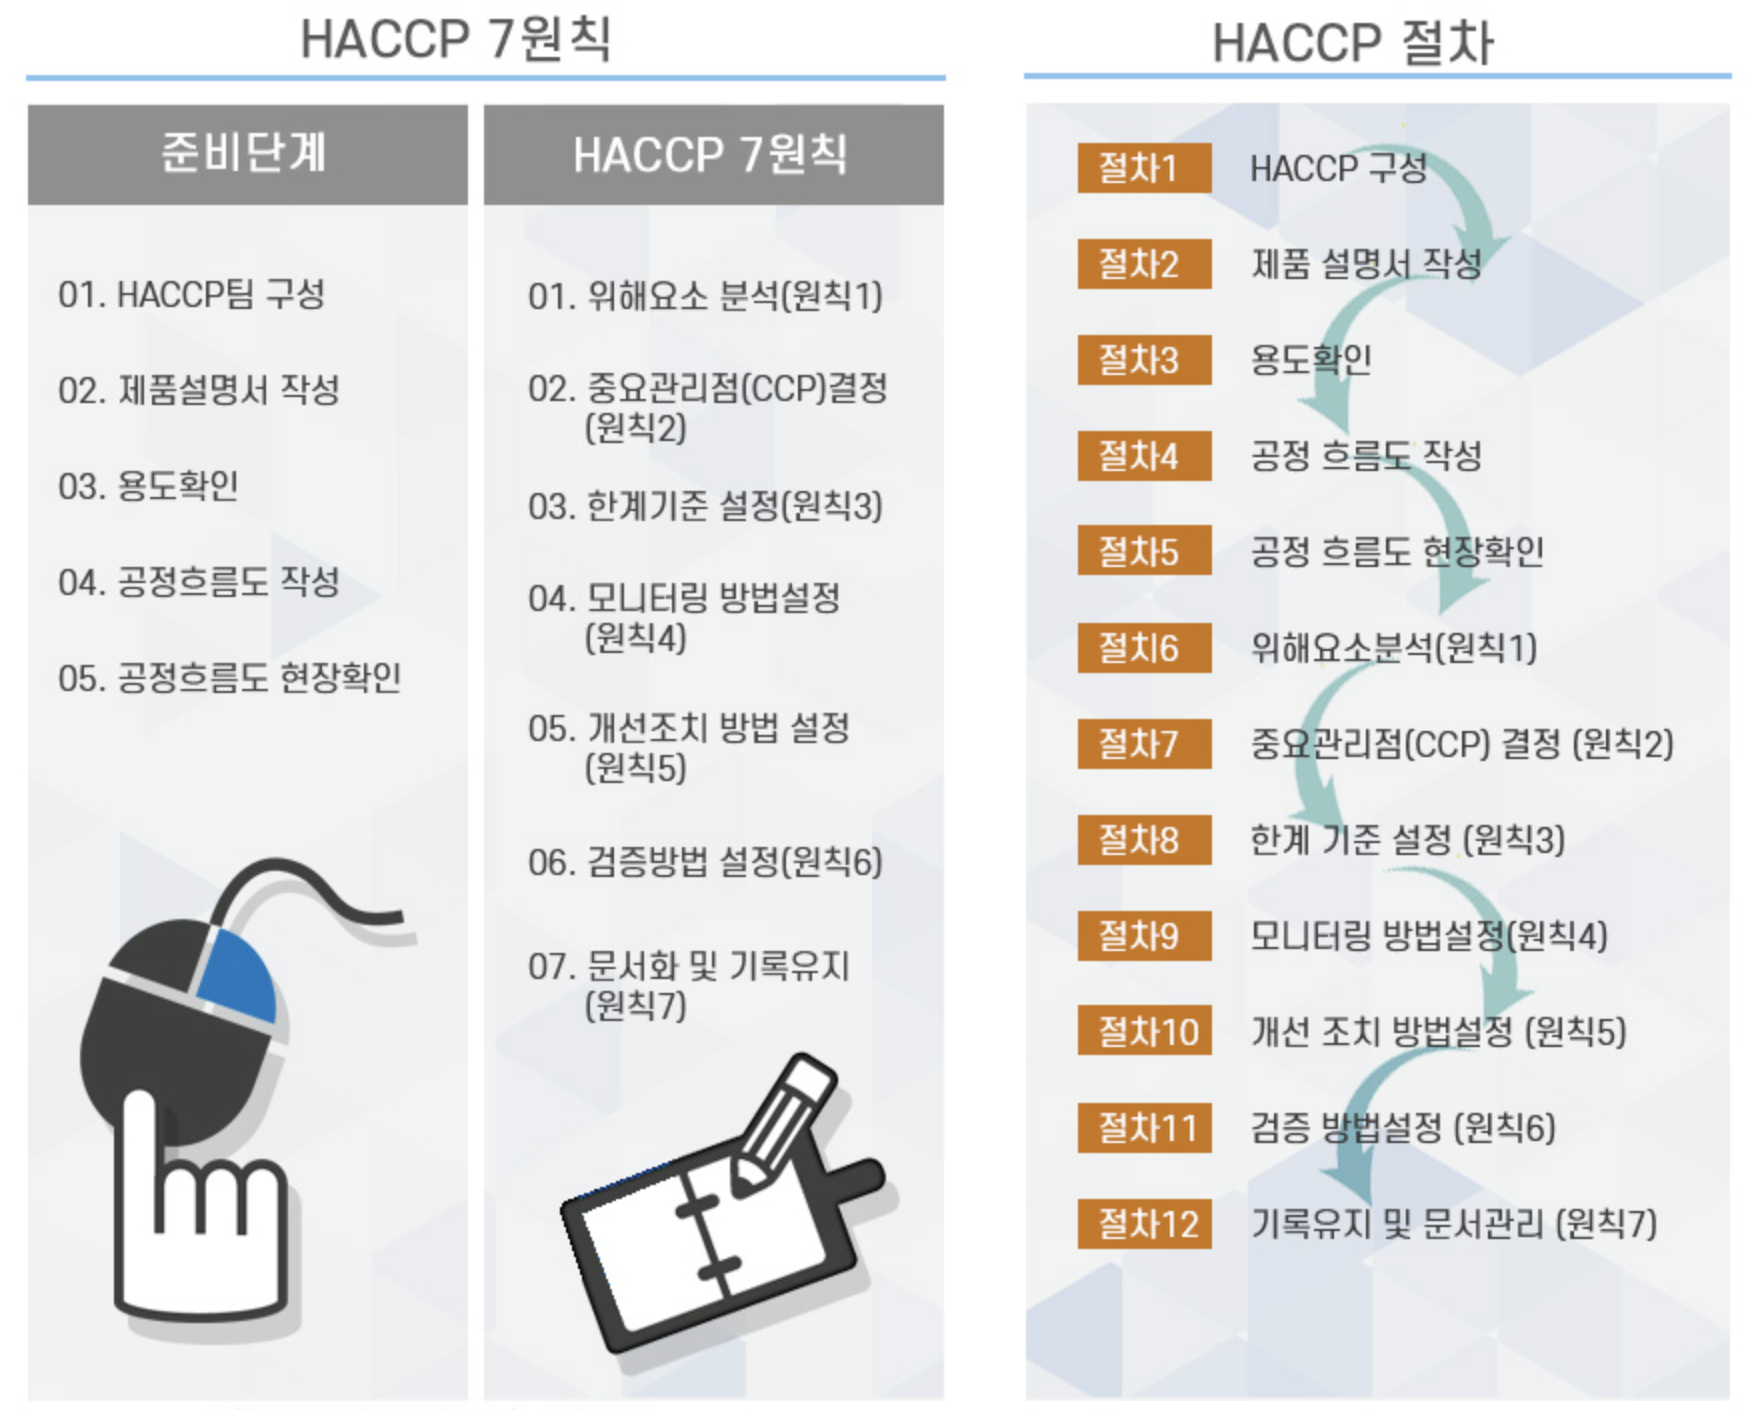 HACCP 7원칙
준비단계
01. HACCP팀 구성
02. 제품설명서 작성
03. 용도확인
04. 공정흐름도 작성
05. 공정흐름도 현장확인
HACCP 7원칙
01. 위해요소 분석(원칙1)
02. 중요관리점(CCP)결정
(원칙2)
03. 한계기준 설정(원칙3)
04. 모니터링 방법설정
(원칙4)
05. 개선조치 방법 설정
(원칙5)
06. 검증방법 설정(원칙6)
07. 문서화 및 기록유지
(원칙7)
HACCP 절차
절차1 HACCP 구성
절차2 제품 설명서 작성
절차3 용도확인
절차4 공정 흐름도 작성
절차5 공정 흐름도 현장확인
절치6 위해요소분석(원칙1)
절차7 중요관리점(CCP) 결정 (원칙2)
절차8 한계 기준 설정 (원칙3)
절차9 모니터링 방법설정(원칙4)
절차10 개선 조치 방법설정 (원칙5)
절차11 검증 방법설정 (원칙6)
절차12 기록유지 및 문서관리 (원칙7)